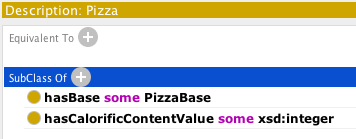 Description: Pizza
Equivalent To +
SubClass Of +
hasBase some PizzaBase
hasCalorificContentValue some xsd:integer